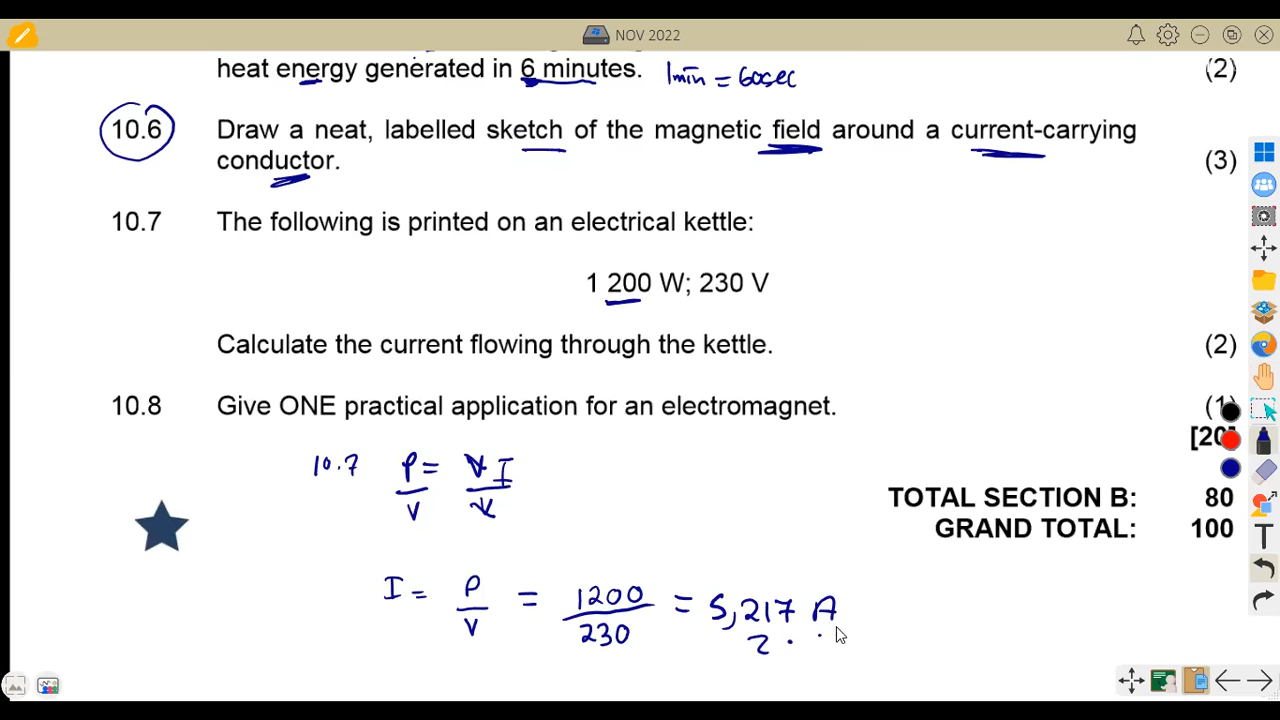 NOV 2022
heat energy generated in 6 minutes. 1min = 60sec (2)
10.6 Draw a neat, labelled sketch of the magnetic field around a current-carrying
conductor. (3)
10.7 The following is printed on an electrical kettle:
1 200 W; 230 V
Calculate the current flowing through the kettle. (2)
10.8 Give ONE practical application for an electromagnet. (1)
[20]
10.7 P = V I
V V
TOTAL SECTION B: 80
GRAND TOTAL: 100
I = P = 1200 = 5,217 A
V 230 2
T